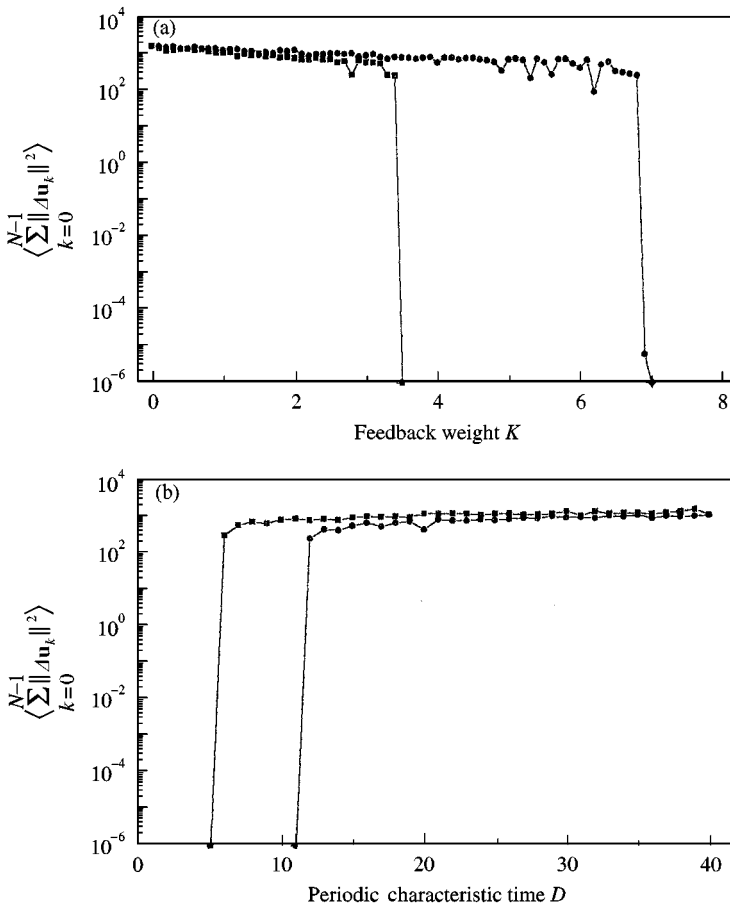 (a)
10^4
10^2
10^0
10^-2
10^-4
10^-6
⟨ N−1 ∑ k=0 ‖Δu_k‖^2 ⟩
0 2 4 6 8
Feedback weight K
(b)
10^4
10^2
10^0
10^-2
10^-4
10^-6
⟨ N−1 ∑ k=0 ‖Δu_k‖^2 ⟩
0 10 20 30 40
Periodic characteristic time D